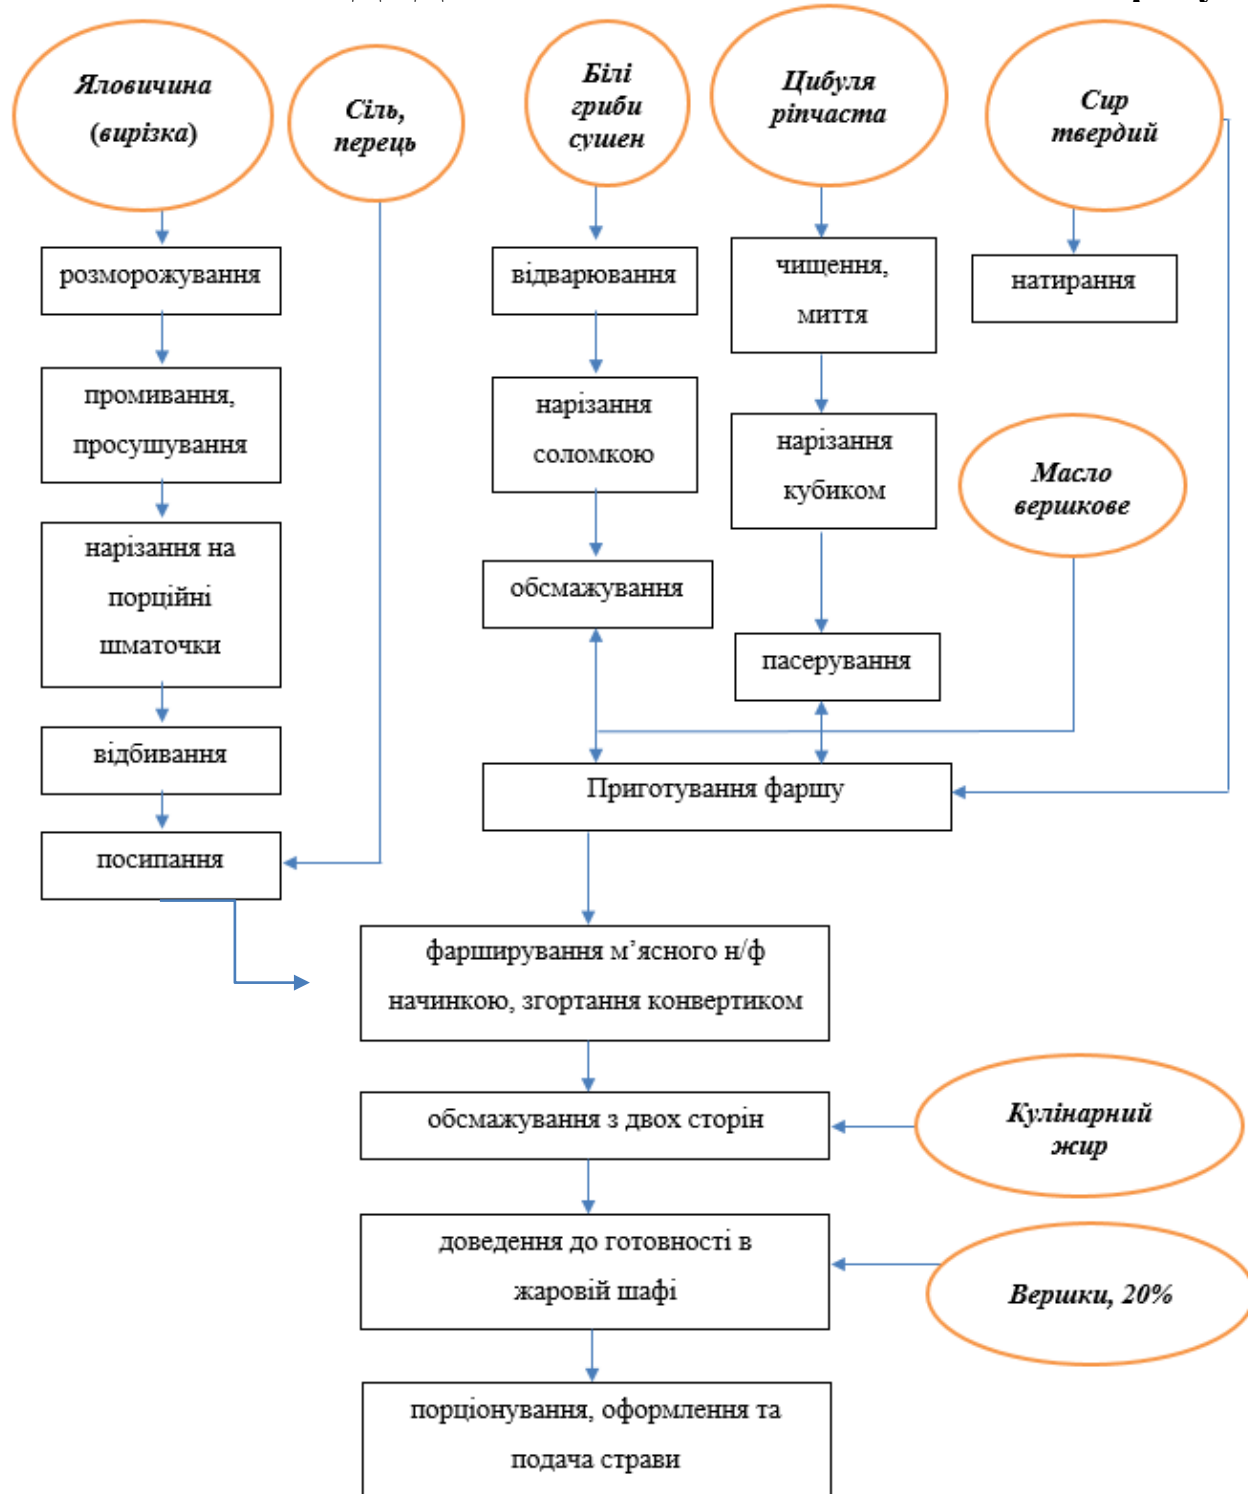 Яловичина
(вирізка)
Сіль,
перець
Білі
гриби
сушен
Цибуля
ріпчаста
Сир
твердий
розморожування
відварювання
чищення,
миття
натирання
промивання,
просушування
нарізання
соломкою
нарізання
кубиком
Масло
вершкове
нарізання на
порційні
шматочки
обсмажування
пасерування
відбивання
Приготування фаршу
посипання
фарширування м’ясного н/ф
начинкою, згортання конвертиком
обсмажування з двох сторін
Кулінарний
жир
доведення до готовності в
жаровій шафі
Вершки, 20%
порціонування, оформлення та
подача страви